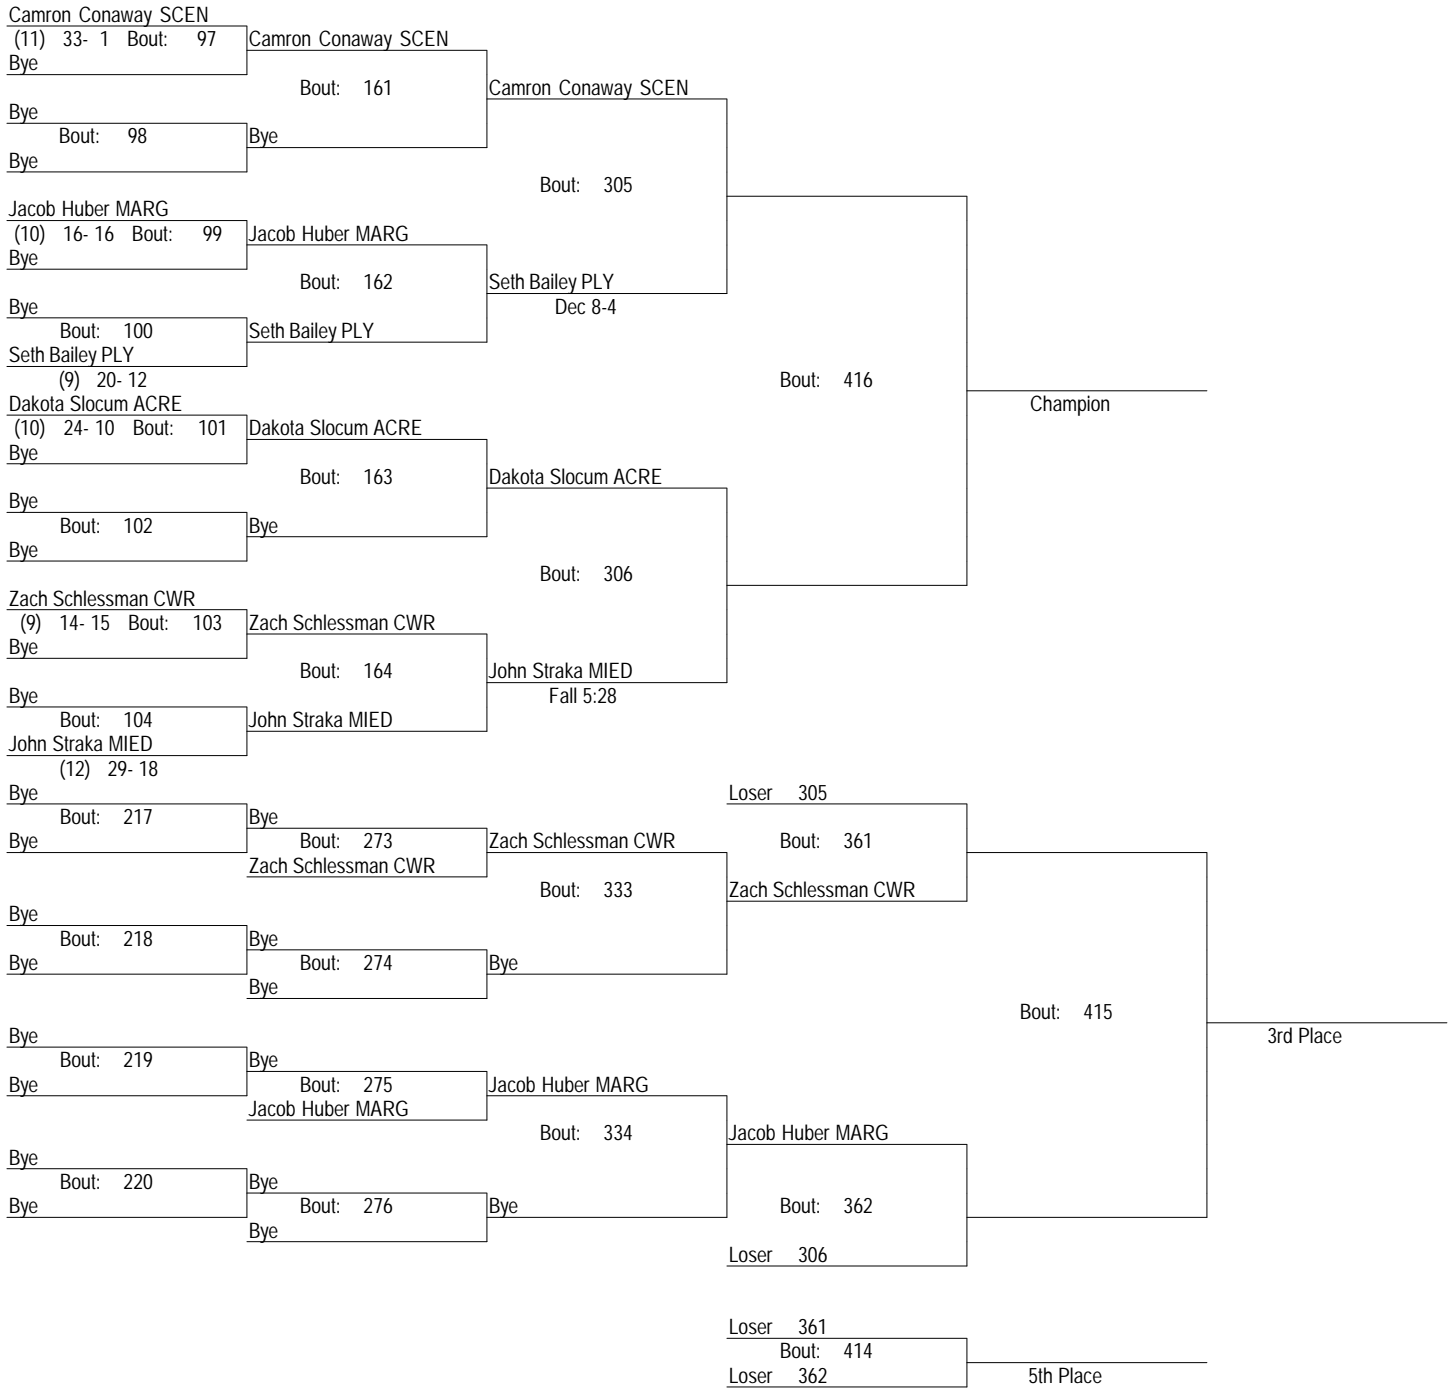 Camron Conaway SCEN
(11) 33- 1 Bout: 97 Camron Conaway SCEN
Bye
Bout: 161 Camron Conaway SCEN
Bye
Bout: 98 Bye
Bye
Bout: 305
Jacob Huber MARG
(10) 16- 16 Bout: 99 Jacob Huber MARG
Bye
Bout: 162 Seth Bailey PLY
Bye Dec 8-4
Bout: 100 Seth Bailey PLY
Seth Bailey PLY
(9) 20- 12 Bout: 416
Dakota Slocum ACRE Champion
(10) 24- 10 Bout: 101 Dakota Slocum ACRE
Bye
Bout: 163 Dakota Slocum ACRE
Bye
Bout: 102 Bye
Bye
Bout: 306
Zach Schlessman CWR
(9) 14- 15 Bout: 103 Zach Schlessman CWR
Bye
Bout: 164 John Straka MIED
Bye Fall 5:28
Bout: 104 John Straka MIED
John Straka MIED
(12) 29- 18
Bye Loser 305
Bout: 217 Bye
Bye Bout: 273 Zach Schlessman CWR Bout: 361
Zach Schlessman CWR
Bout: 333 Zach Schlessman CWR
Bye
Bout: 218 Bye
Bye Bout: 274 Bye
Bye
Bout: 415
Bye 3rd Place
Bout: 219 Bye
Bye Bout: 275 Jacob Huber MARG
Jacob Huber MARG
Bout: 334 Jacob Huber MARG
Bye
Bout: 220 Bye
Bye Bout: 276 Bye Bout: 362
Bye
Loser 306
Loser 361
Bout: 414
Loser 362 5th Place